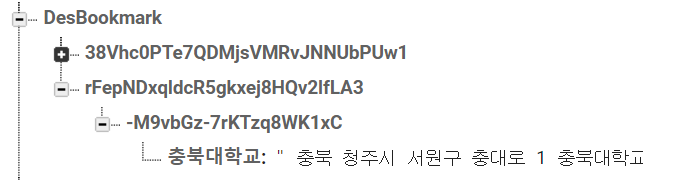 DesBookmark
38Vhc0PTe7QDMjsVMRvJNNUbPUw1
rFepNDxqIdcR5gkxej8HQv2IfLA3
-M9vbGz-7rKTzq8WK1xC
충북대학교: " 충북 청주시 서원구 충대로 1 충북대학교